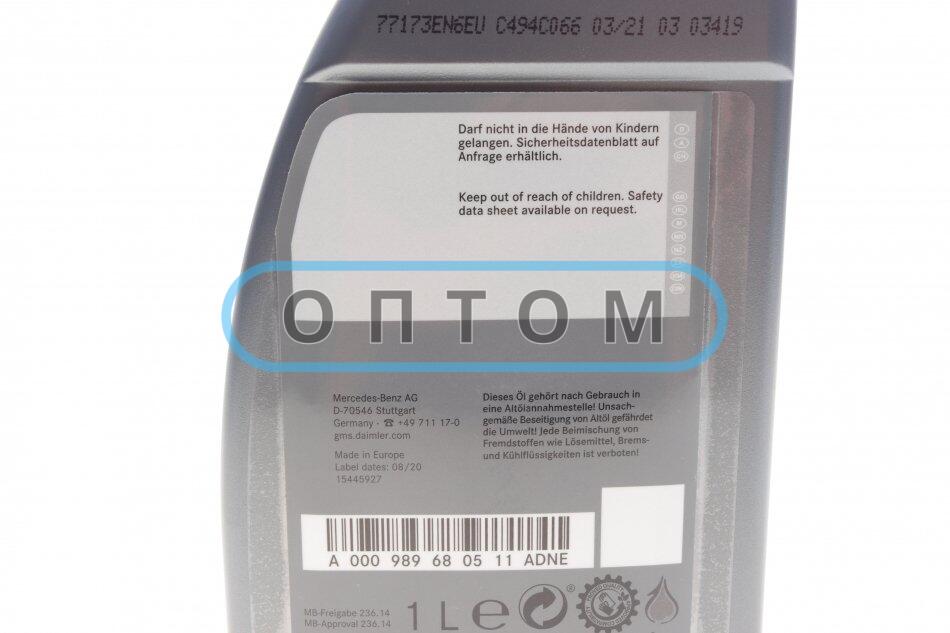 77173EN6EU C494C066 03/21 03 03419
Darf nicht in die Hände von Kindern
gelangen. Sicherheitsdatenblatt auf
Anfrage erhältlich.
D
A
CH
Keep out of reach of children. Safety
data sheet available on request.
GB
ОПТОМ
Mercedes-Benz AG
D-70546 Stuttgart
Germany · ☎ +49 711 17-0
gms.daimler.com
Made in Europe
Label dates: 08/20
15445927
Dieses Öl gehört nach Gebrauch in
eine Altölannahmestelle! Unsach-
gemäße Beseitigung von Altöl gefährdet
die Umwelt! Jede Beimischung von
Fremdstoffen wie Lösemittel, Brems-
und Kühlflüssigkeiten ist verboten!
A 000 989 68 05 11 ADNE
MB-Freigabe 236.14
MB-Approval 236.14
1 L e ®